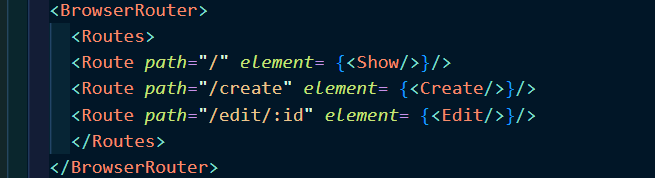 <BrowserRouter>
<Routes>
<Route path="/" element= {<Show/>}/>
<Route path="/create" element= {<Create/>}/>
<Route path="/edit/:id" element= {<Edit/>}/>
</Routes>
</BrowserRouter>